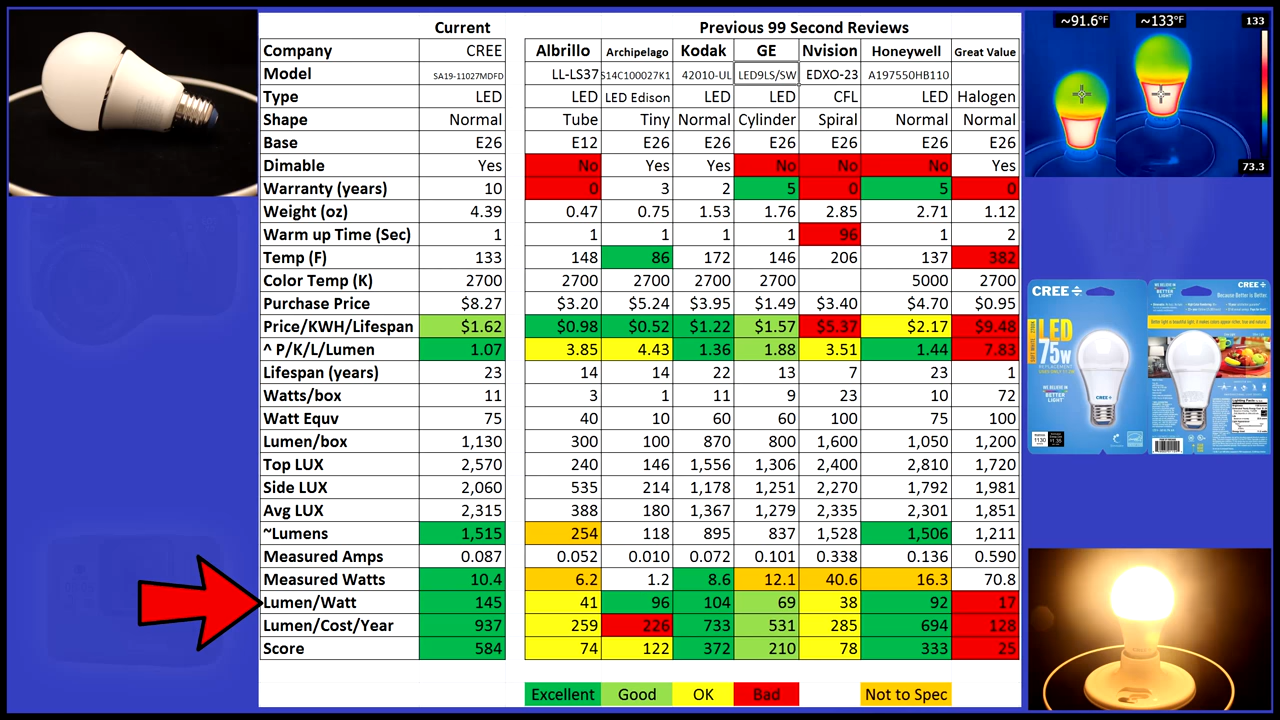 Current Previous 99 Second Reviews
Company CREE Albrillo Archipelago Kodak GE Nvision Honeywell Great Value
Model SA19-11027MDFD LL-LS37 S14C100027K1 42010-UL LED9LS/SW EDXO-23 A197550HB110
Type LED LED LED Edison LED LED CFL LED Halogen
Shape Normal Tube Tiny Normal Cylinder Spiral Normal Normal
Base E26 E12 E26 E26 E26 E26 E26 E26
Dimable Yes No Yes Yes No No No Yes
Warranty (years) 10 0 3 2 5 0 5 0
Weight (oz) 4.39 0.47 0.75 1.53 1.76 2.85 2.71 1.12
Warm up Time (Sec) 1 1 1 1 1 96 1 2
Temp (F) 133 148 86 172 146 206 137 382
Color Temp (K) 2700 2700 2700 2700 2700 5000 2700
Purchase Price $8.27 $3.20 $5.24 $3.95 $1.49 $3.40 $4.70 $0.95
Price/KWH/Lifespan $1.62 $0.98 $0.52 $1.22 $1.57 $5.37 $2.17 $9.48
^ P/K/L/Lumen 1.07 3.85 4.43 1.36 1.88 3.51 1.44 7.83
Lifespan (years) 23 14 14 22 13 7 23 1
Watts/box 11 3 1 11 9 23 10 72
Watt Equv 75 40 10 60 60 100 75 100
Lumen/box 1,130 300 100 870 800 1,600 1,050 1,200
Top LUX 2,570 240 146 1,556 1,306 2,400 2,810 1,720
Side LUX 2,060 535 214 1,178 1,251 2,270 1,792 1,981
Avg LUX 2,315 388 180 1,367 1,279 2,335 2,301 1,851
~Lumens 1,515 254 118 895 837 1,528 1,506 1,211
Measured Amps 0.087 0.052 0.010 0.072 0.101 0.338 0.136 0.590
Measured Watts 10.4 6.2 1.2 8.6 12.1 40.6 16.3 70.8
Lumen/Watt 145 41 96 104 69 38 92 17
Lumen/Cost/Year 937 259 226 733 531 285 694 128
Score 584 74 122 372 210 78 333 25
Excellent Good OK Bad Not to Spec
~91.6°F ~133°F 133
73.3
CREE
LED
75W
REPLACEMENT
WE BELIEVE IN
BETTER
LIGHT
CREE
1130
WE BELIEVE IN
BETTER
LIGHT
CREE
Because Better is Better.